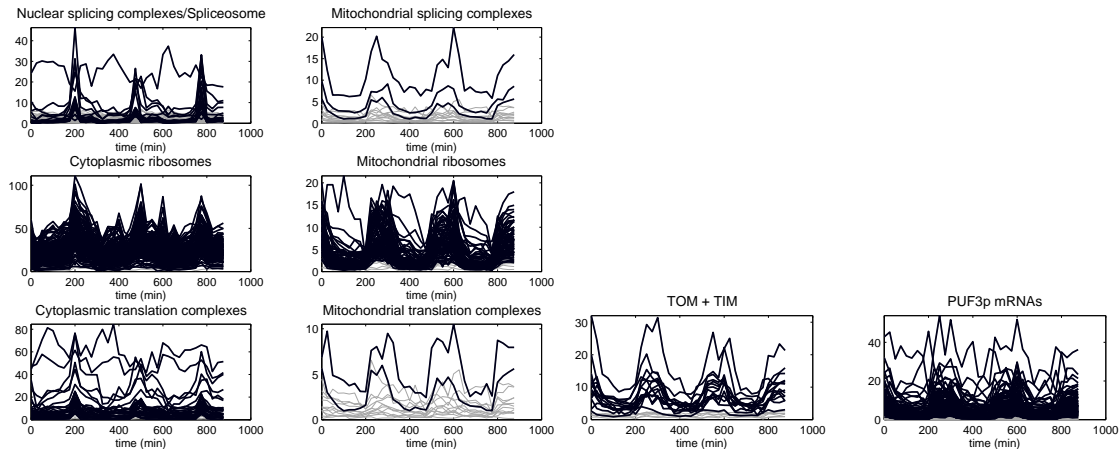 Nuclear splicing complexes/Spliceosome
40
30
20
10
0
0 200 400 600 800 1000
time (min)
Mitochondrial splicing complexes
20
15
10
5
0
0 200 400 600 800 1000
time (min)
Cytoplasmic ribosomes
100
50
0
0 200 400 600 800 1000
time (min)
Mitochondrial ribosomes
20
15
10
5
0
0 200 400 600 800 1000
time (min)
Cytoplasmic translation complexes
80
60
40
20
0
0 200 400 600 800 1000
time (min)
Mitochondrial translation complexes
10
5
0
0 200 400 600 800 1000
time (min)
TOM + TIM
30
20
10
0
0 200 400 600 800 1000
time (min)
PUF3p mRNAs
40
20
0
0 200 400 600 800 1000
time (min)